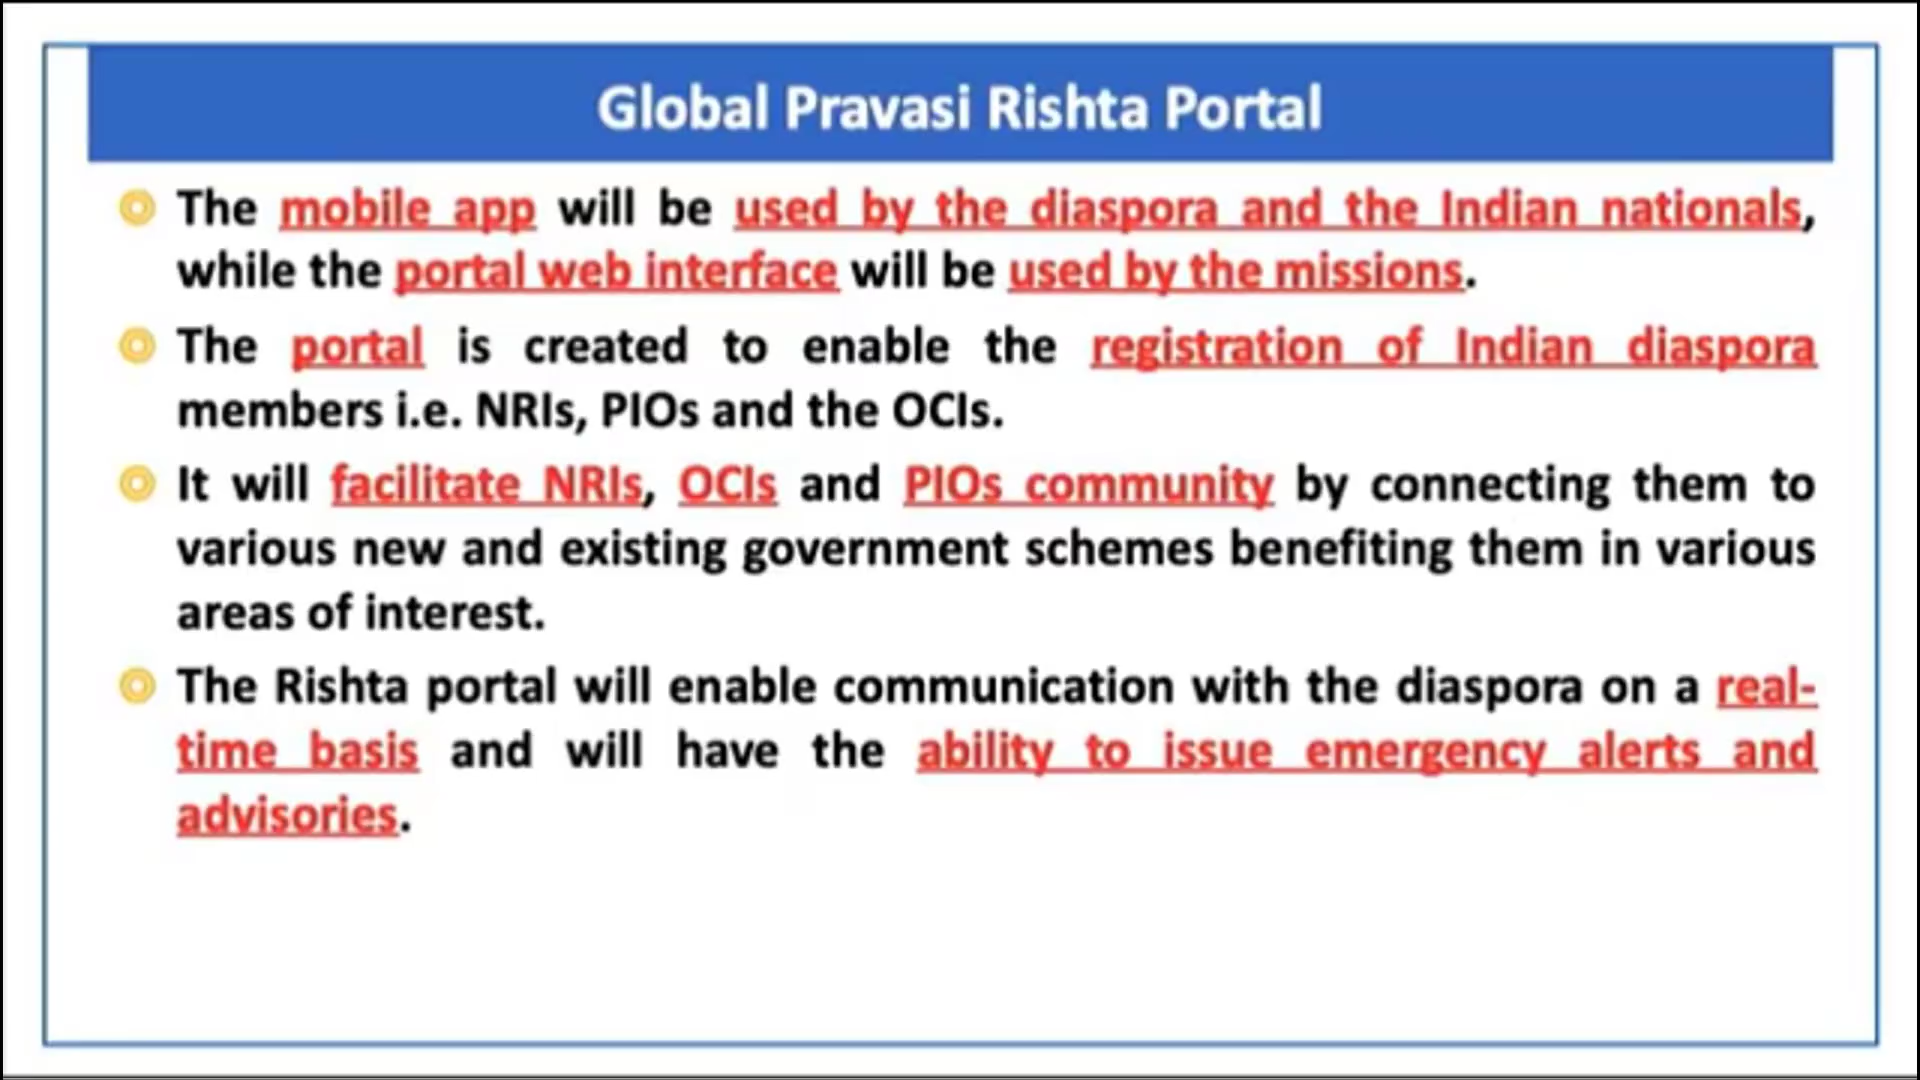 Global Pravasi Rishta Portal
The mobile app will be used by the diaspora and the Indian nationals,
while the portal web interface will be used by the missions.
The portal is created to enable the registration of Indian diaspora
members i.e. NRIs, PIOs and the OCIs.
It will facilitate NRIs, OCIs and PIOs community by connecting them to
various new and existing government schemes benefiting them in various
areas of interest.
The Rishta portal will enable communication with the diaspora on a real-
time basis and will have the ability to issue emergency alerts and
advisories.